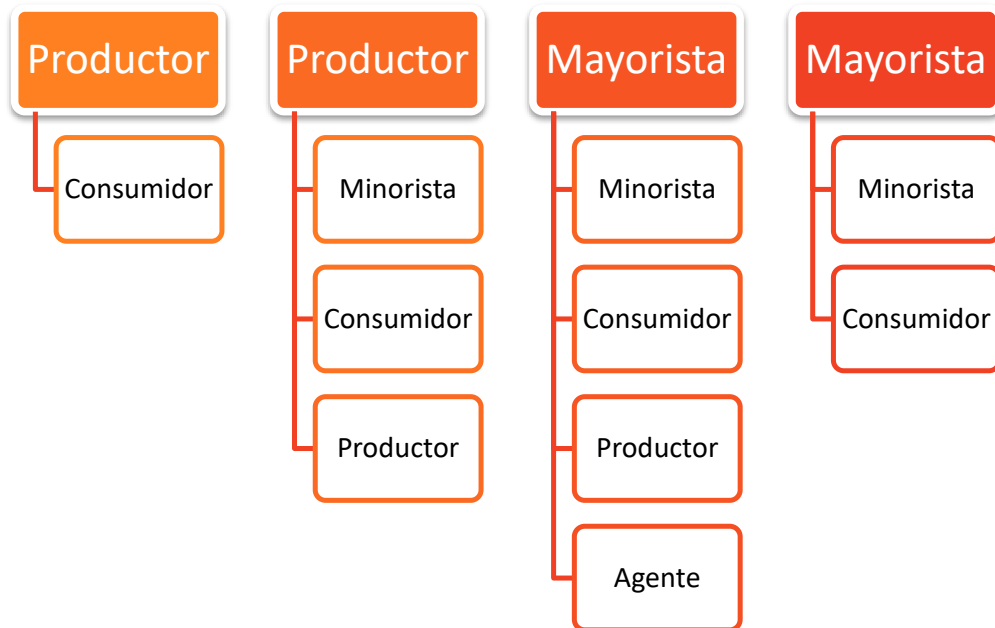 Productor
Consumidor
Productor
Minorista
Consumidor
Productor
Mayorista
Minorista
Consumidor
Productor
Agente
Mayorista
Minorista
Consumidor